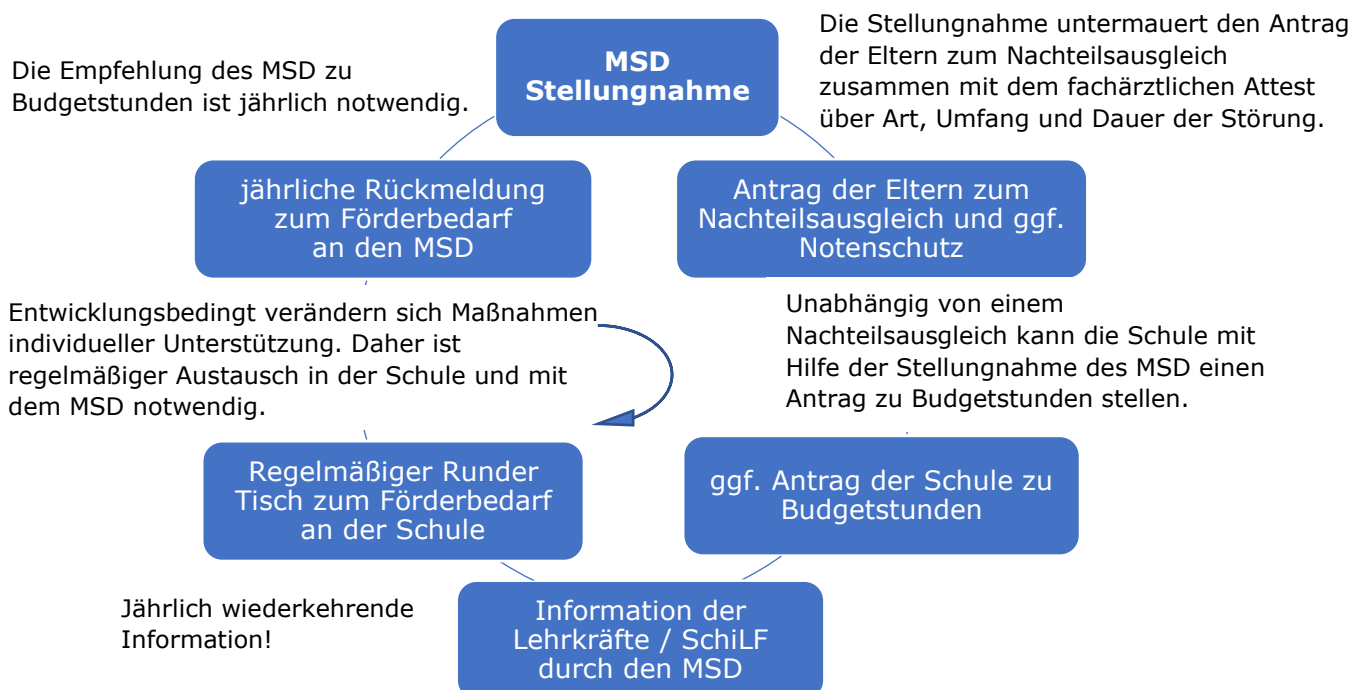 MSD
Stellungnahme
Die Stellungnahme untermauert den Antrag
der Eltern zum Nachteilsausgleich
zusammen mit dem fachärztlichen Attest
über Art, Umfang und Dauer der Störung.
Die Empfehlung des MSD zu
Budgetstunden ist jährlich notwendig.
jährliche Rückmeldung
zum Förderbedarf
an den MSD
Antrag der Eltern zum
Nachteilsausgleich und ggf.
Notenschutz
Entwicklungsbedingt verändern sich Maßnahmen
individueller Unterstützung. Daher ist
regelmäßiger Austausch in der Schule und mit
dem MSD notwendig.
Unabhängig von einem
Nachteilsausgleich kann die Schule mit
Hilfe der Stellungnahme des MSD einen
Antrag zu Budgetstunden stellen.
Regelmäßiger Runder
Tisch zum Förderbedarf
an der Schule
ggf. Antrag der Schule zu
Budgetstunden
Jährlich wiederkehrende
Information!
Information der
Lehrkräfte / SchiLF
durch den MSD